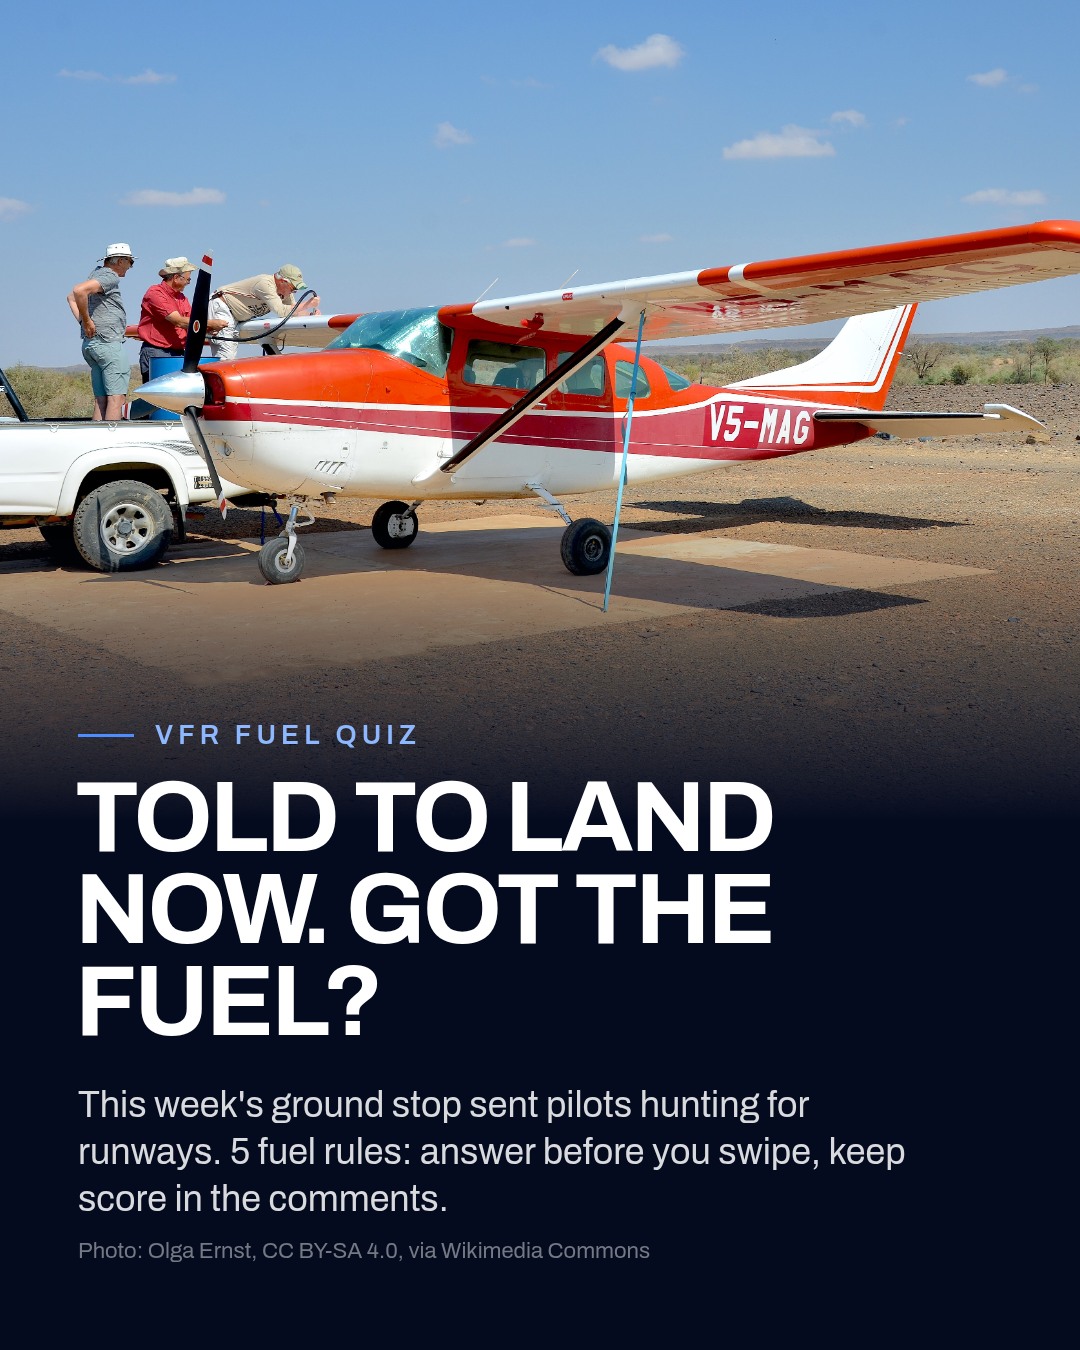 V5-MAG
VFR FUEL QUIZ
TOLD TO LAND
NOW. GOT THE
FUEL?
This week's ground stop sent pilots hunting for
runways. 5 fuel rules: answer before you swipe, keep
score in the comments.
Photo: Olga Ernst, CC BY-SA 4.0, via Wikimedia Commons